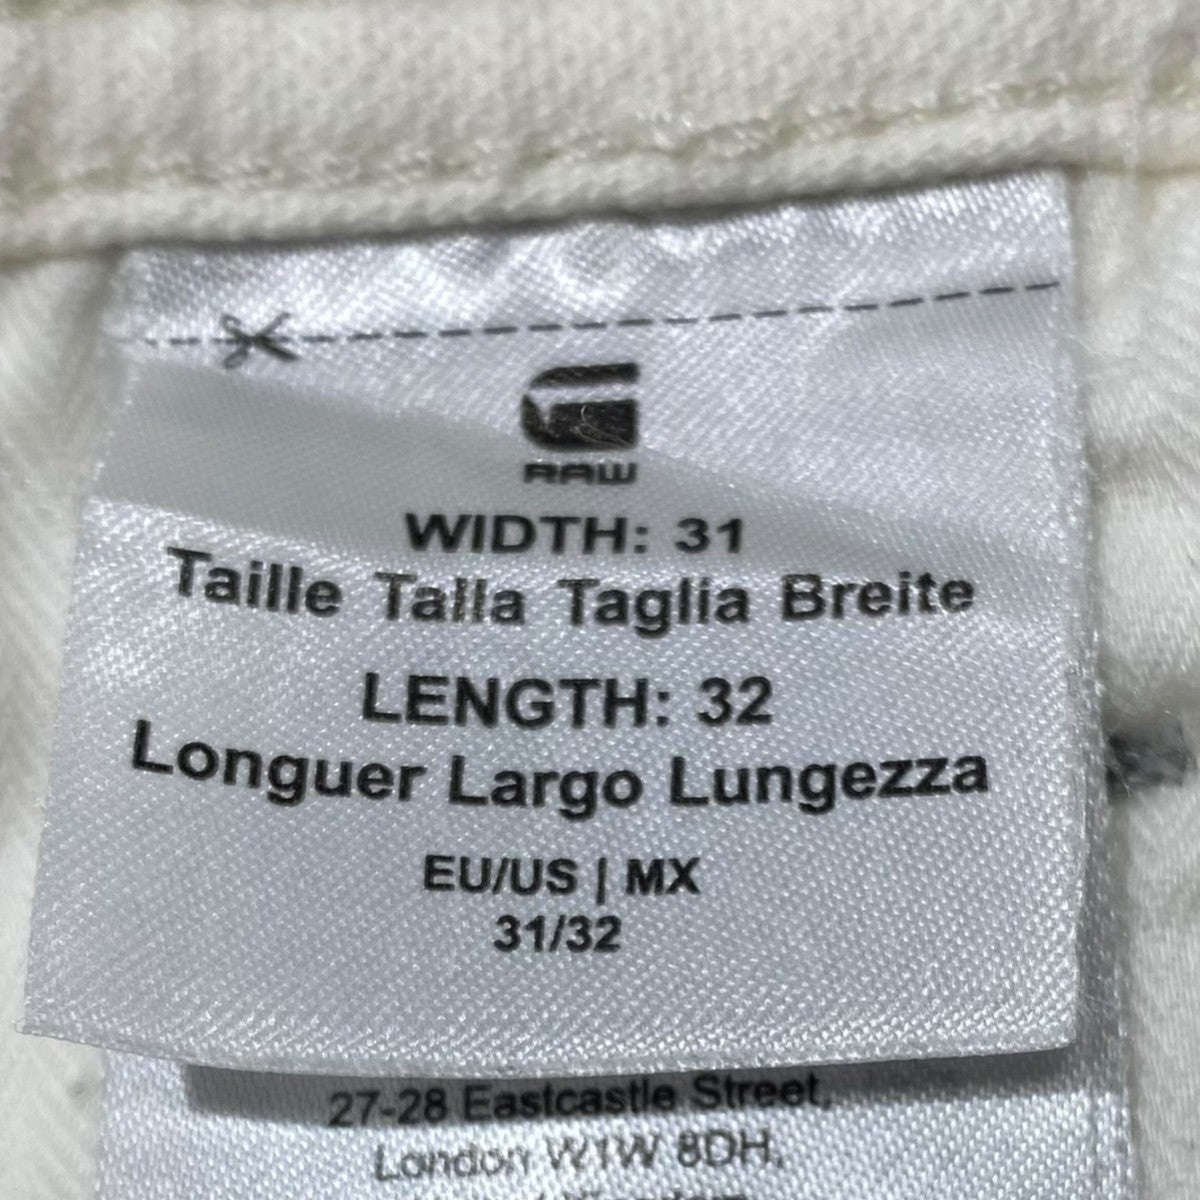 RAW
WIDTH: 31
Taille Talla Taglia Breite
LENGTH: 32
Longuer Largo Lungezza
EU/US | MX
31/32
27-28 Eastcastle Street,
London W1W 8DH,